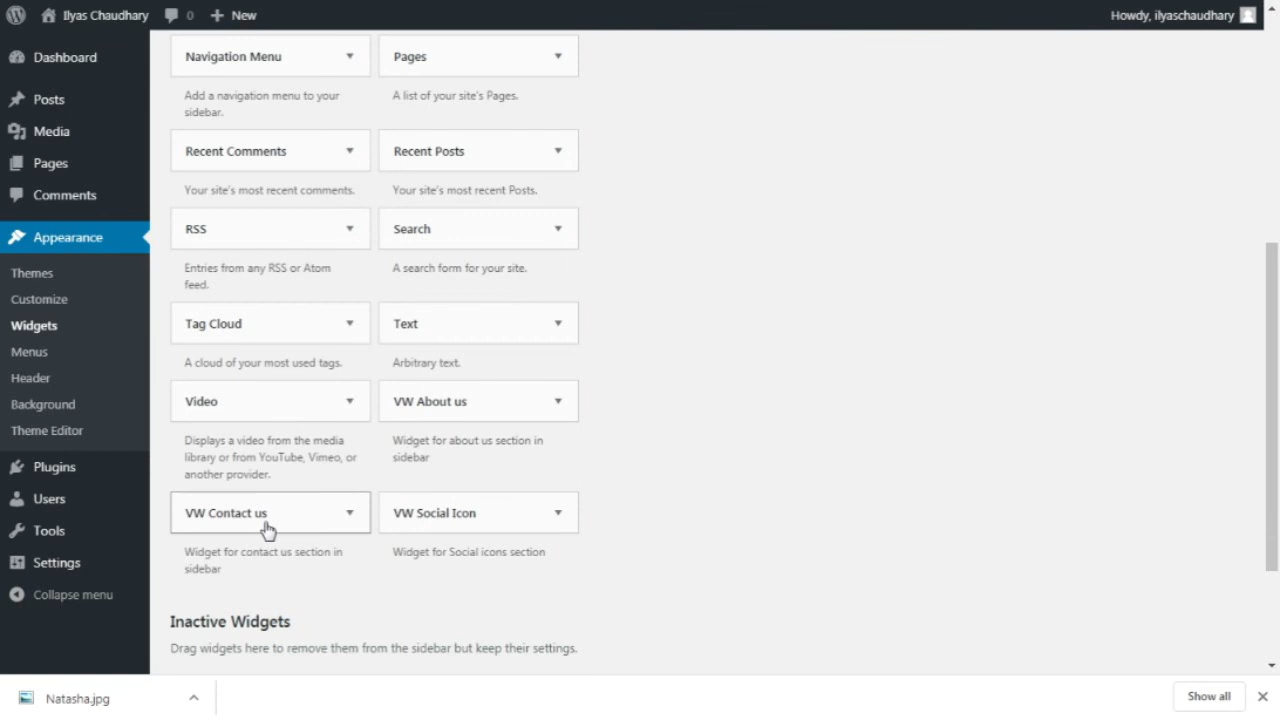 Ilyas Chaudhary 0 New Howdy, ilyaschaudhary
Dashboard
Posts
Media
Pages
Comments
Appearance
Themes
Customize
Widgets
Menus
Header
Background
Theme Editor
Plugins
Users
Tools
Settings
Collapse menu
Navigation Menu
Add a navigation menu to your
sidebar.
Pages
A list of your site's Pages.
Recent Comments
Your site's most recent comments.
Recent Posts
Your site's most recent Posts.
RSS
Entries from any RSS or Atom
feed.
Search
A search form for your site.
Tag Cloud
A cloud of your most used tags.
Text
Arbitrary text.
Video
Displays a video from the media
library or from YouTube, Vimeo, or
another provider.
VW About us
Widget for about us section in
sidebar
VW Contact us
Widget for contact us section in
sidebar
VW Social Icon
Widget for Social icons section
Inactive Widgets
Drag widgets here to remove them from the sidebar but keep their settings.
Natasha.jpg
Show all